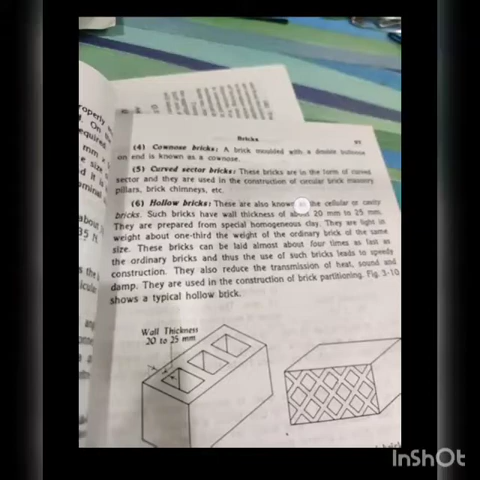 Bricks
(4) Cownose bricks: A brick moulded with a double bullnose
on end is known as a cownose.
(5) Curved sector bricks: These bricks are in the form of curved
sector and they are used in the construction of circular brick masonry
pillars, brick chimneys, etc.
(6) Hollow bricks: These are also known as the cellular or cavity
bricks. Such bricks have wall thickness of about 20 mm to 25 mm.
They are prepared from special homogeneous clay. They are light in
weight about one-third the weight of the ordinary brick of the same
size. These bricks can be laid almost about four times as fast as
the ordinary bricks and thus the use of such bricks leads to speedy
construction. They also reduce the transmission of heat, sound and
damp. They are used in the construction of brick partitioning. Fig. 3-10
shows a typical hollow brick.
Wall Thickness
20 to 25 mm
InShOt